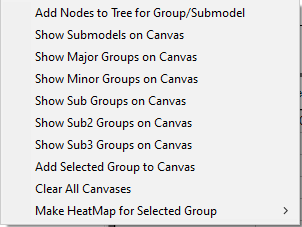 Add Nodes to Tree for Group/Submodel
Show Submodels on Canvas
Show Major Groups on Canvas
Show Minor Groups on Canvas
Show Sub Groups on Canvas
Show Sub2 Groups on Canvas
Show Sub3 Groups on Canvas
Add Selected Group to Canvas
Clear All Canvases
Make HeatMap for Selected Group